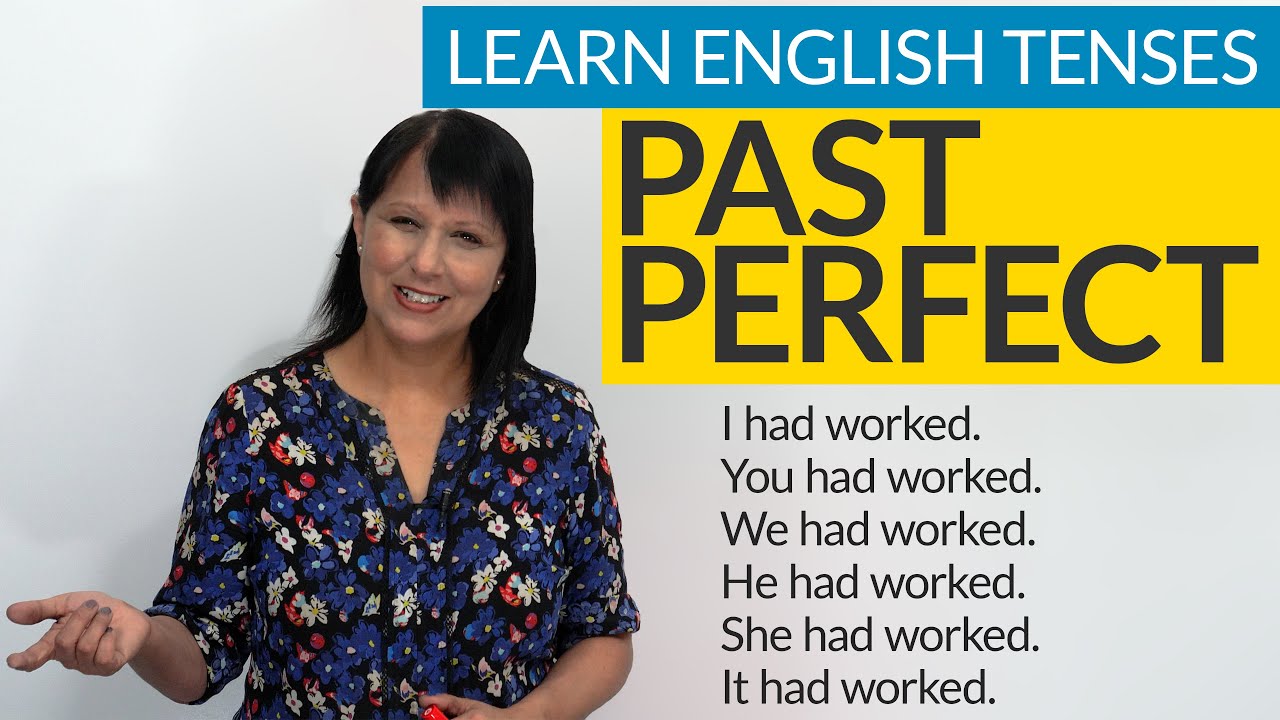 LEARN ENGLISH TENSES
PAST
PERFECT
I had worked.
You had worked.
We had worked.
He had worked.
She had worked.
It had worked.